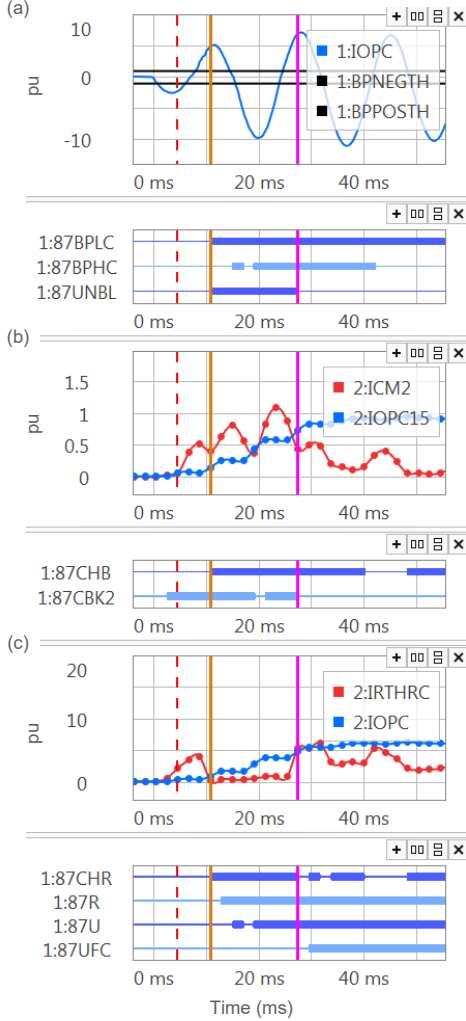 (a)
10
0
-10
pu
1:IOPC
1:BPNEGTH
1:BPPOSTH
0 ms 20 ms 40 ms
1:87BPLC
1:87BPHC
1:87UNBL
0 ms 20 ms 40 ms
(b)
1.5
1
0.5
0
pu
2:ICM2
2:IOPC15
0 ms 20 ms 40 ms
1:87CHB
1:87CBK2
0 ms 20 ms 40 ms
(c)
20
10
0
pu
2:IRTHRC
2:IOPC
0 ms 20 ms 40 ms
1:87CHR
1:87R
1:87U
1:87UFC
0 ms 20 ms 40 ms
Time (ms)